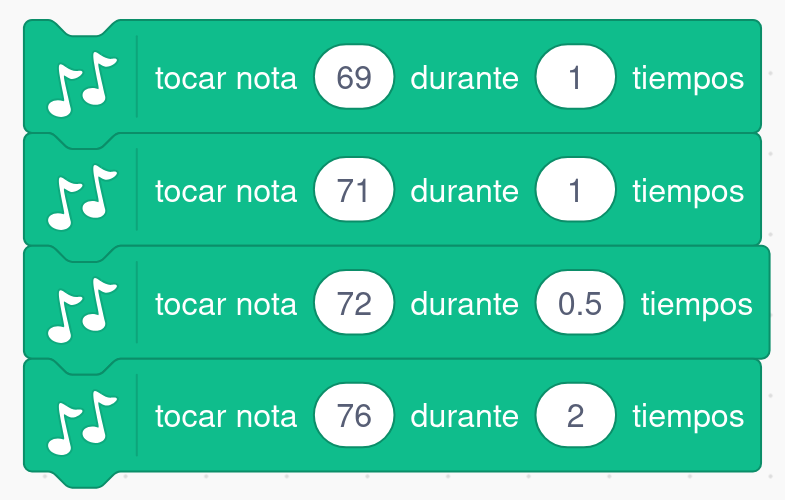 tocar nota 69 durante 1 tiempos
tocar nota 71 durante 1 tiempos
tocar nota 72 durante 0.5 tiempos
tocar nota 76 durante 2 tiempos